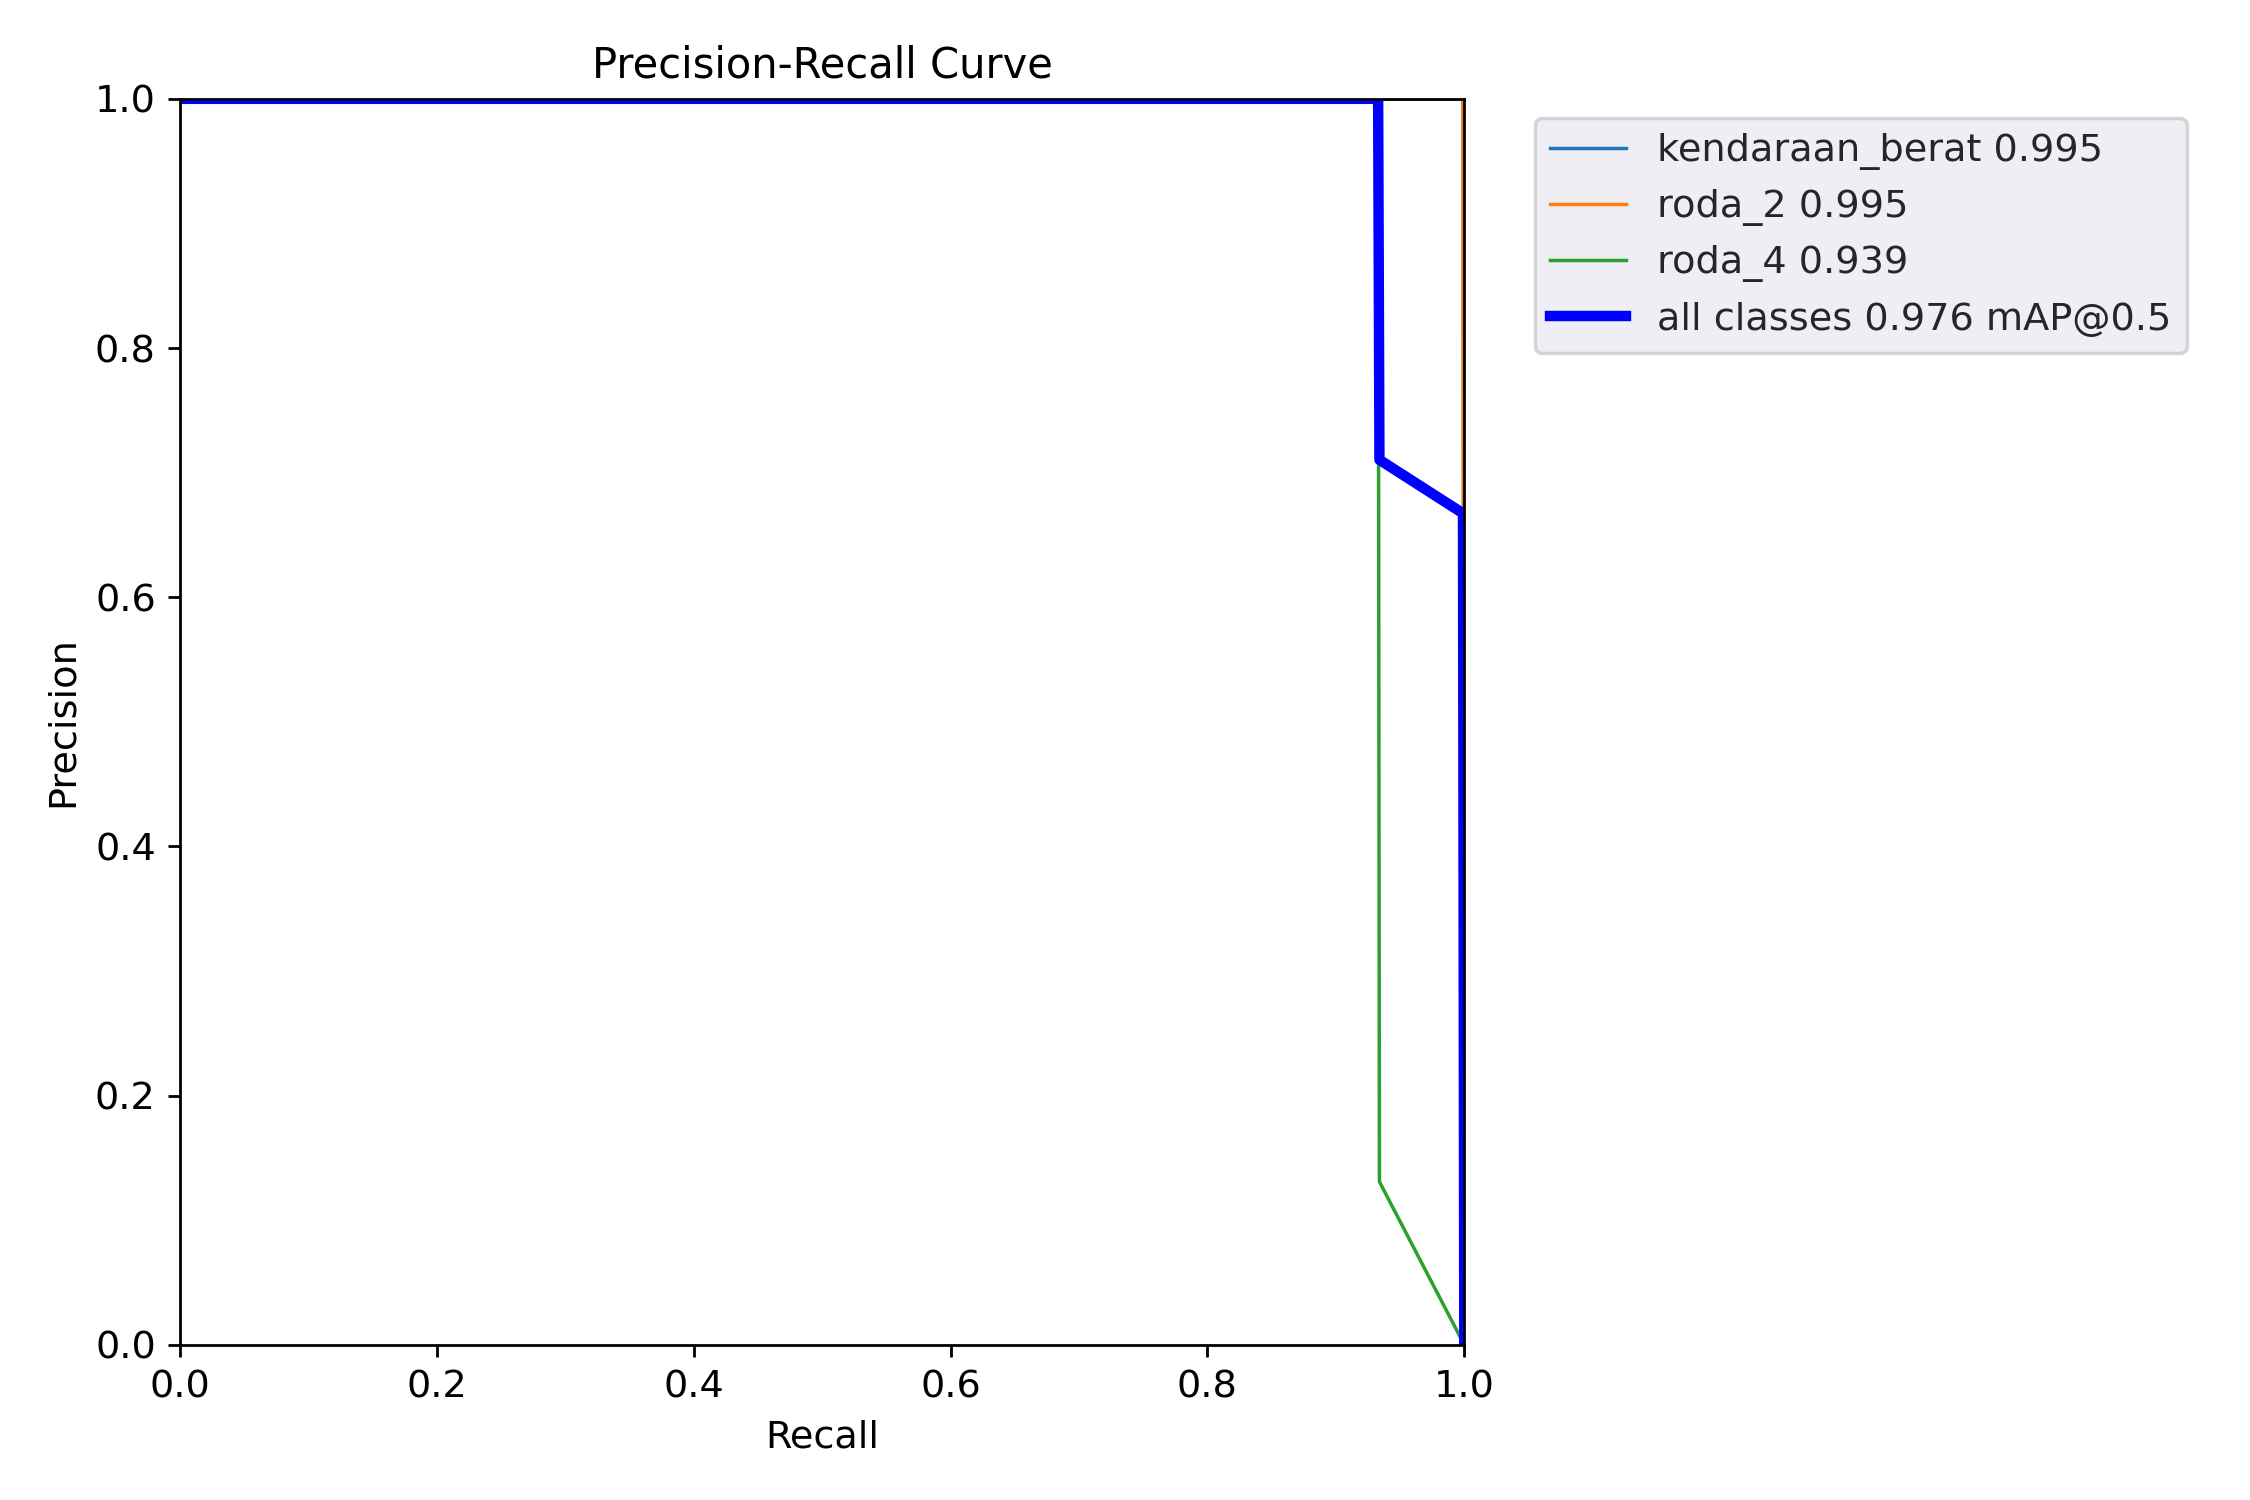 Precision-Recall Curve
1.0
0.8
0.6
0.4
0.2
0.0
Precision
0.0 0.2 0.4 0.6 0.8 1.0
Recall
kendaraan_berat 0.995
roda_2 0.995
roda_4 0.939
all classes 0.976 mAP@0.5